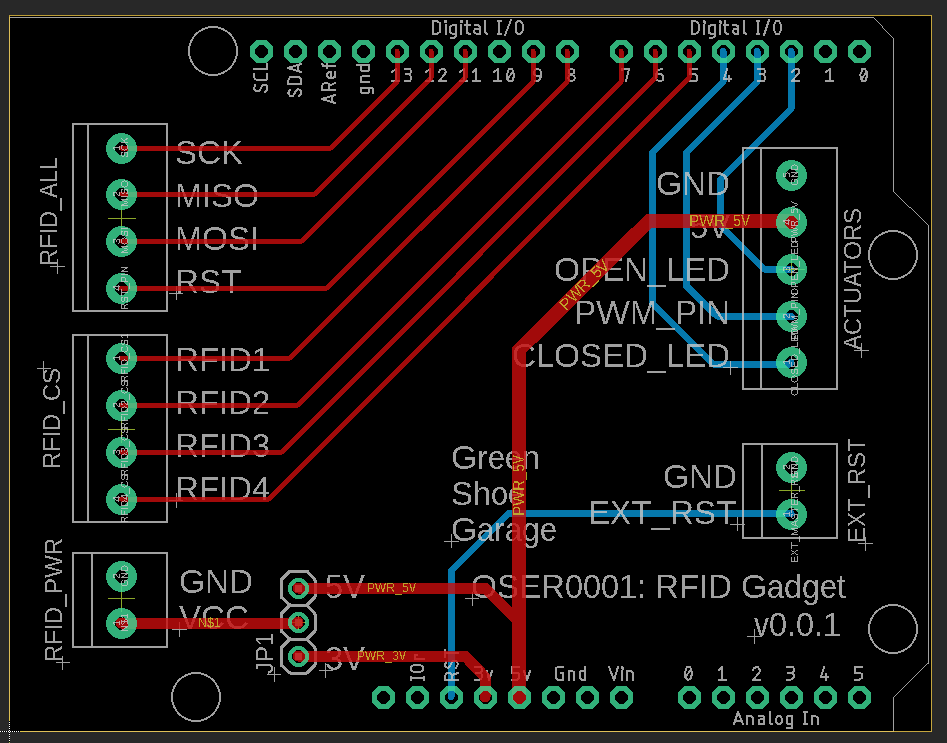 Digital I/O
Digital I/O
SCL
SDA
ARef
gnd
13 12 11 10 9 8
7 6 5 4 3 2 1 0
RFID_ALL
SCK
MISO
MOSI
RST
GND
5V
OPEN_LED
PWM_PIN
CLOSED_LED
ACTUATORS
PWR_5V
PWR_5V
RFID_CS
RFID1
RFID2
RFID3
RFID4
Green
Shoe
Garage
PWR_5V
GND
EXT_RST
EXT_RST
RFID_PWR
GND
VCC
N$1
JP1
5V
PWR_5V
3V
PWR_3V
OSER0001: RFID Gadget
v0.0.1
RST 3v 5v Gnd Vin
0 1 2 3 4 5
Analog In